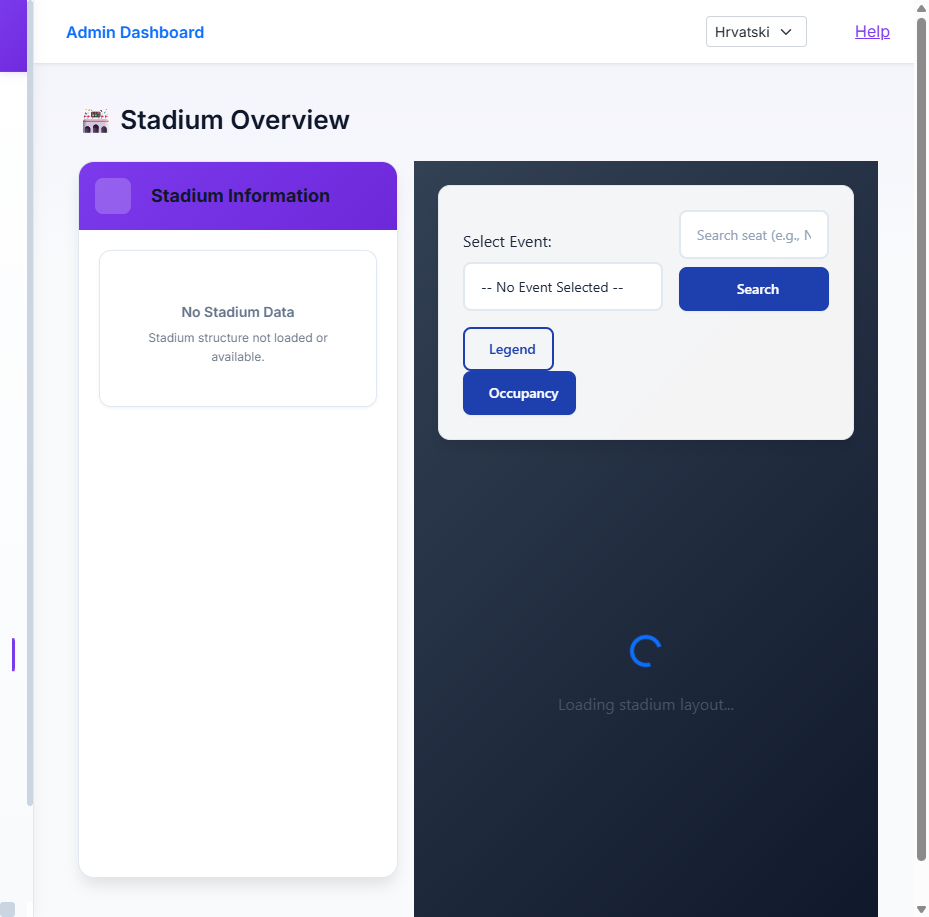 Admin Dashboard
Hrvatski
Help
Stadium Overview
Stadium Information
No Stadium Data
Stadium structure not loaded or
available.
Select Event:
-- No Event Selected --
Search seat (e.g., N
Search
Legend
Occupancy
Loading stadium layout...